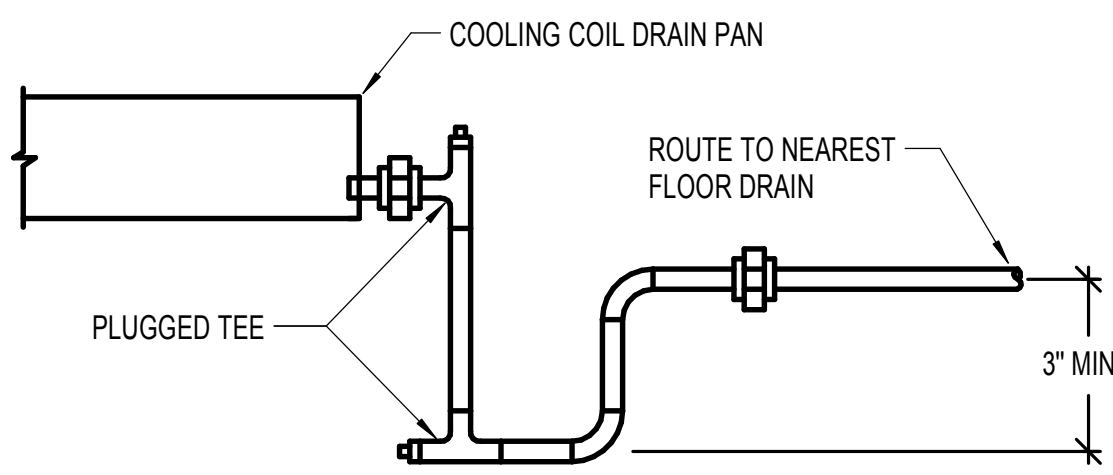 COOLING COIL DRAIN PAN
ROUTE TO NEAREST
FLOOR DRAIN
PLUGGED TEE
3" MIN